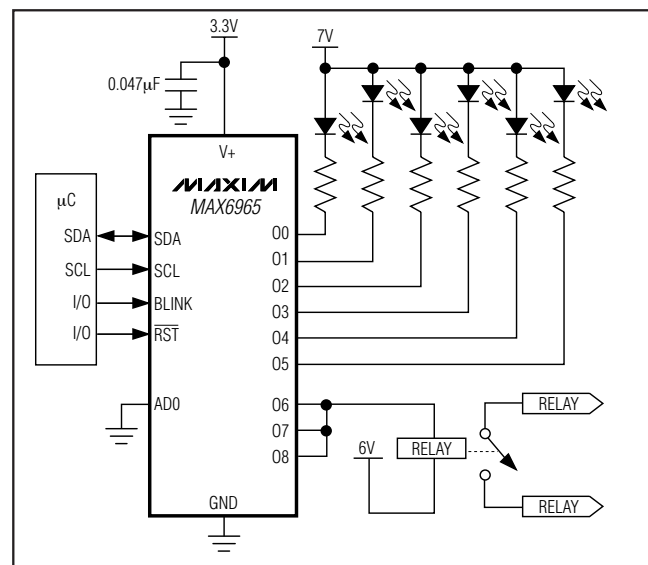 3.3V
7V
0.047µF
V+
MAXIM
MAX6965
µC
SDA
SDA
SCL
SCL
I/O
BLINK
I/O
RST
AD0
GND
O0
O1
O2
O3
O4
O5
O6
O7
O8
6V
RELAY
RELAY
RELAY